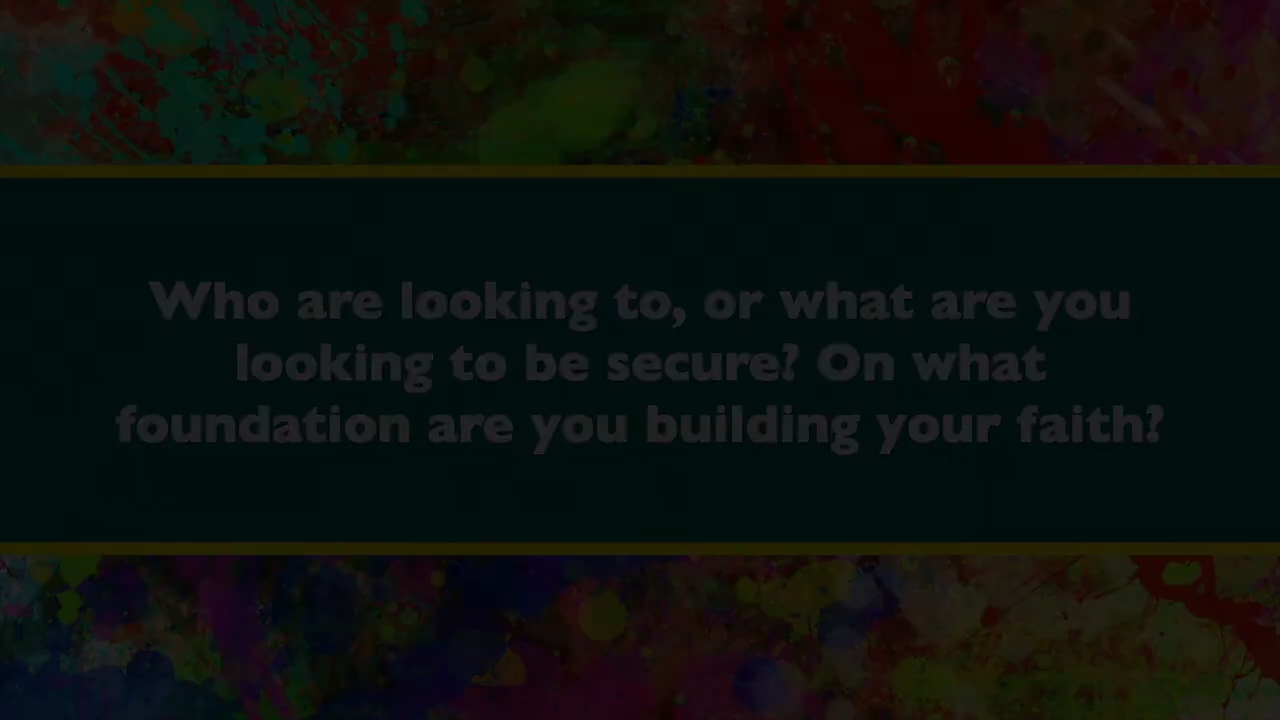 Who are looking to, or what are you
looking to be secure? On what
foundation are you building your faith?